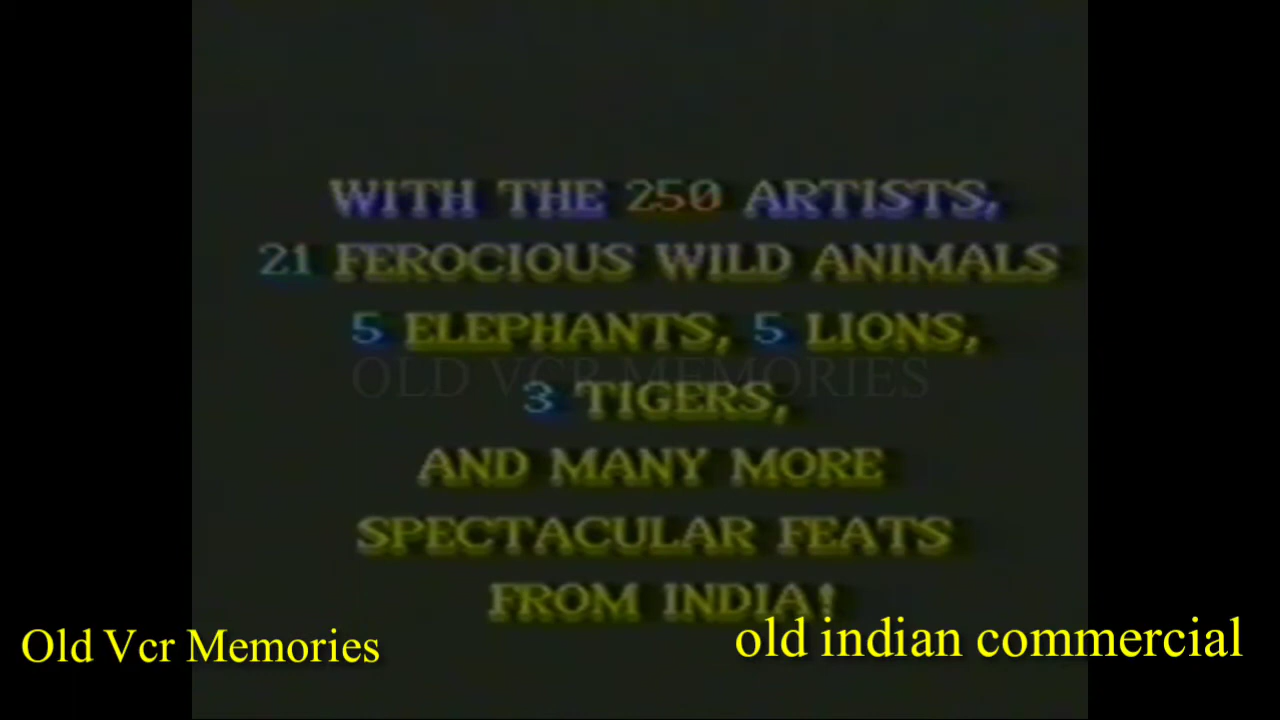 WITH THE 250 ARTISTS,
21 FEROCIOUS WILD ANIMALS
5 ELEPHANTS, 5 LIONS,
OLD VCR MEMORIES
3 TIGERS,
AND MANY MORE
SPECTACULAR FEATS
FROM INDIA!
Old Vcr Memories
old indian commercial